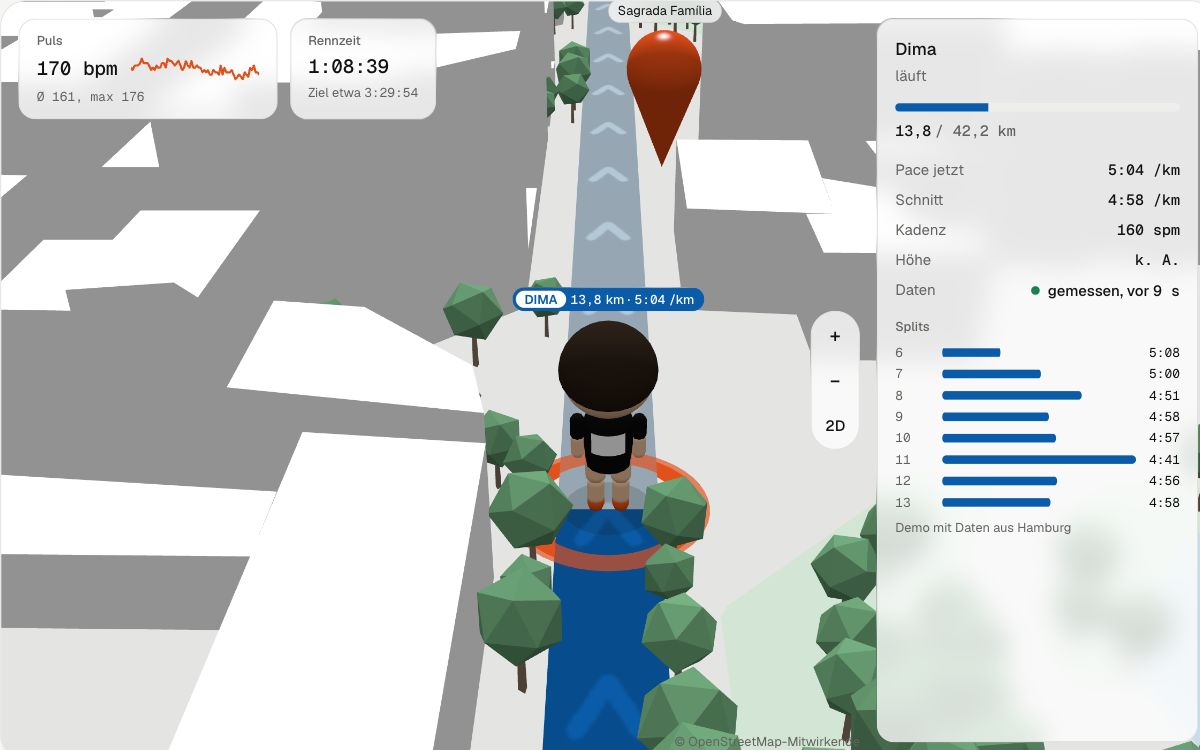 Sagrada Família
Puls
170 bpm
Ø 161, max 176
Rennzeit
1:08:39
Ziel etwa 3:29:54
DIMA 13,8 km · 5:04 /km
+
−
2D
Dima
läuft
13,8 / 42,2 km
Pace jetzt 5:04 /km
Schnitt 4:58 /km
Kadenz 160 spm
Höhe k. A.
Daten gemessen, vor 9 s
Splits
6 5:08
7 5:00
8 4:51
9 4:58
10 4:57
11 4:41
12 4:56
13 4:58
Demo mit Daten aus Hamburg
© OpenStreetMap-Mitwirkende